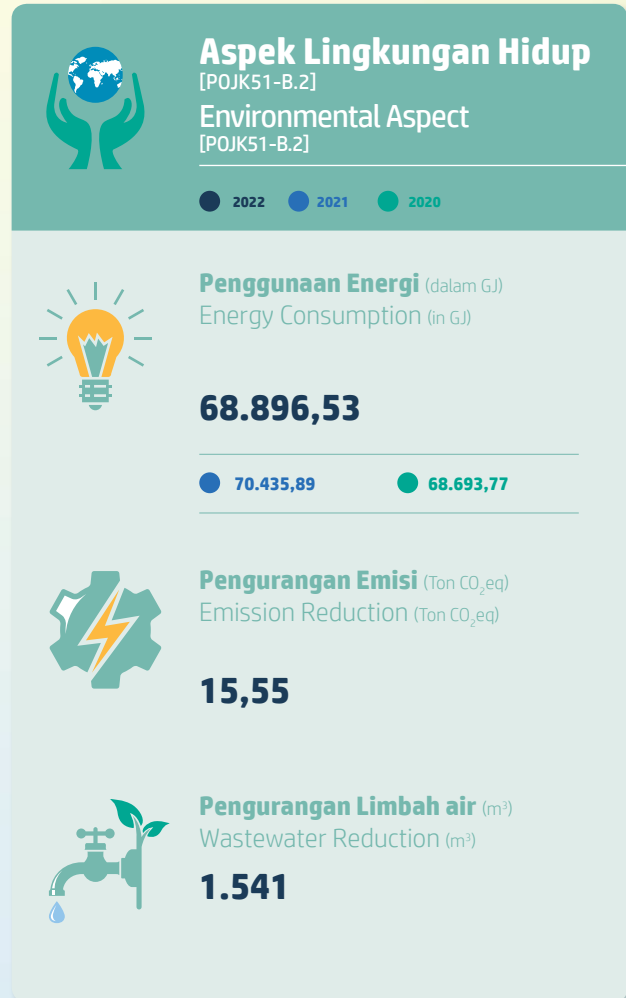 Aspek Lingkungan Hidup
[POJK51-B.2]
Environmental Aspect
[POJK51-B.2]
2022 2021 2020
Penggunaan Energi (dalam GJ)
Energy Consumption (in GJ)
68.896,53
70.435,89 68.693,77
Pengurangan Emisi (Ton CO₂eq)
Emission Reduction (Ton CO₂eq)
15,55
Pengurangan Limbah air (m³)
Wastewater Reduction (m³)
1.541